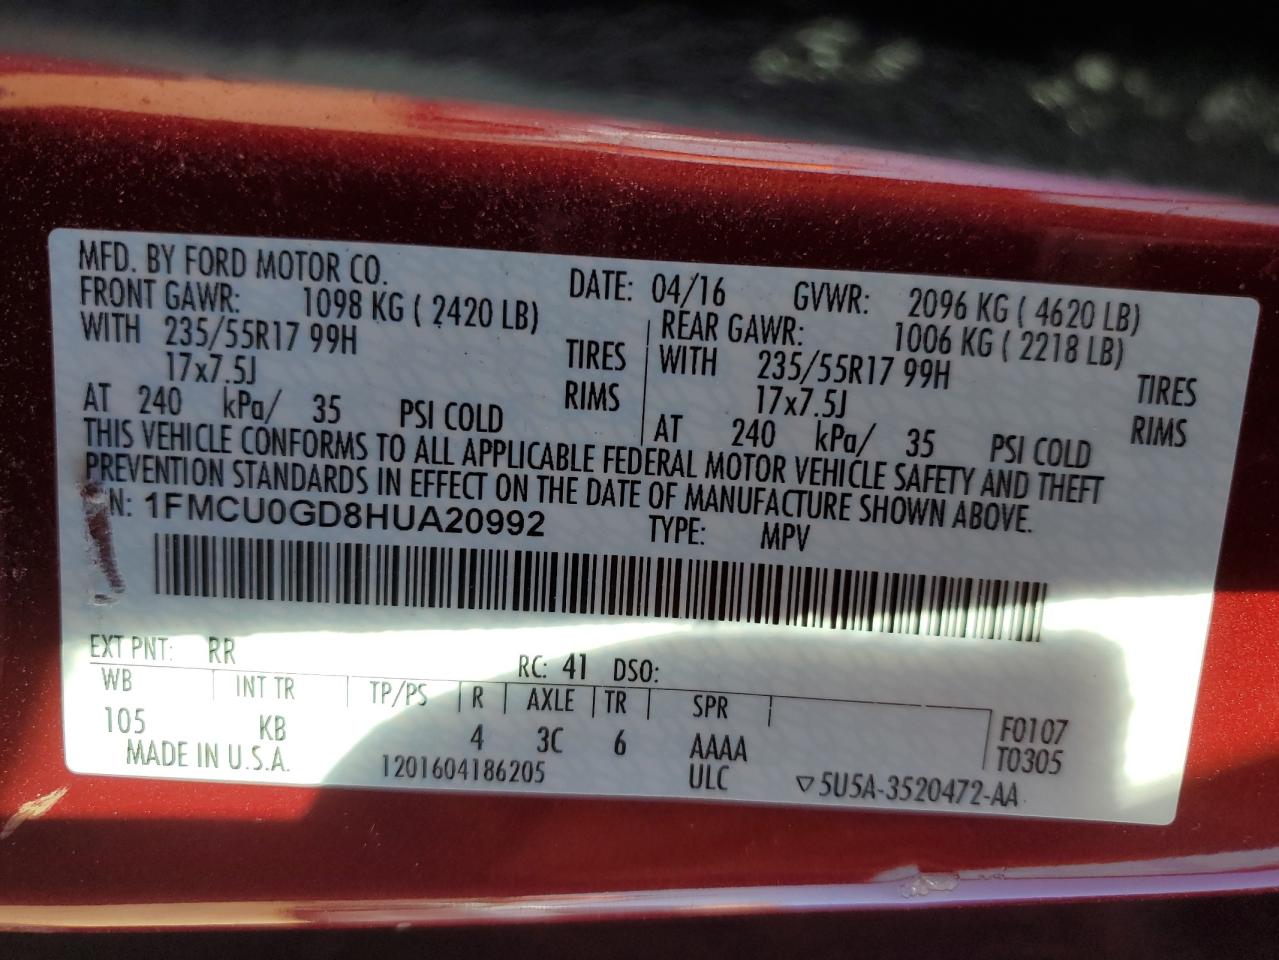 MFD. BY FORD MOTOR CO.
DATE: 04/16 GVWR: 2096 KG ( 4620 LB)
FRONT GAWR: 1098 KG ( 2420 LB)
WITH 235/55R17 99H TIRES
17x7.5J RIMS
AT 240 kPa/ 35 PSI COLD
REAR GAWR: 1006 KG ( 2218 LB)
WITH 235/55R17 99H TIRES
17x7.5J RIMS
AT 240 kPa/ 35 PSI COLD
THIS VEHICLE CONFORMS TO ALL APPLICABLE FEDERAL MOTOR VEHICLE SAFETY AND THEFT
PREVENTION STANDARDS IN EFFECT ON THE DATE OF MANUFACTURE SHOWN ABOVE.
N: 1FMCU0GD8HUA20992 TYPE: MPV
EXT PNT: RR RC: 41 DSO:
WB INT TR TP/PS R AXLE TR SPR
105 KB 4 3C 6 AAAA F0107
T0305
MADE IN U.S.A. 1201604186205 ULC ▽5U5A-3520472-AA